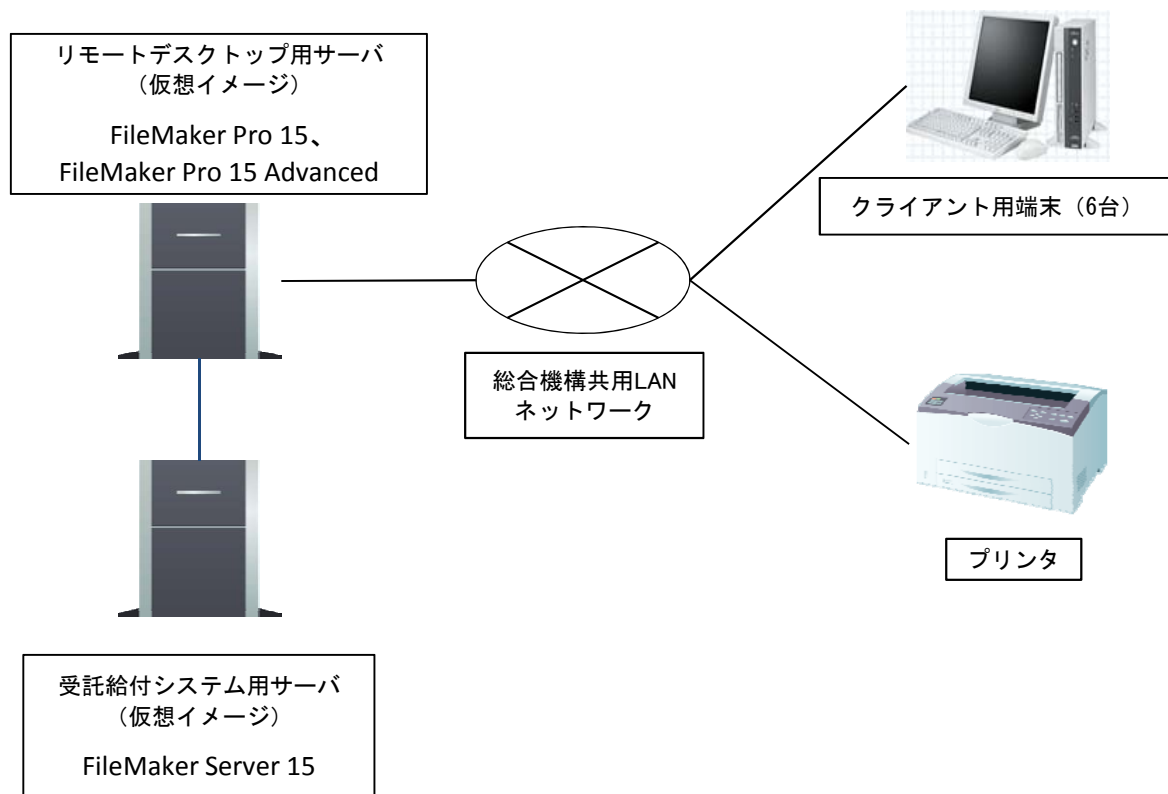 リモートデスクトップ用サーバ
（仮想イメージ）
FileMaker Pro 15、
FileMaker Pro 15 Advanced
クライアント用端末（6台）
総合機構共用LAN
ネットワーク
プリンタ
受託給付システム用サーバ
（仮想イメージ）
FileMaker Server 15